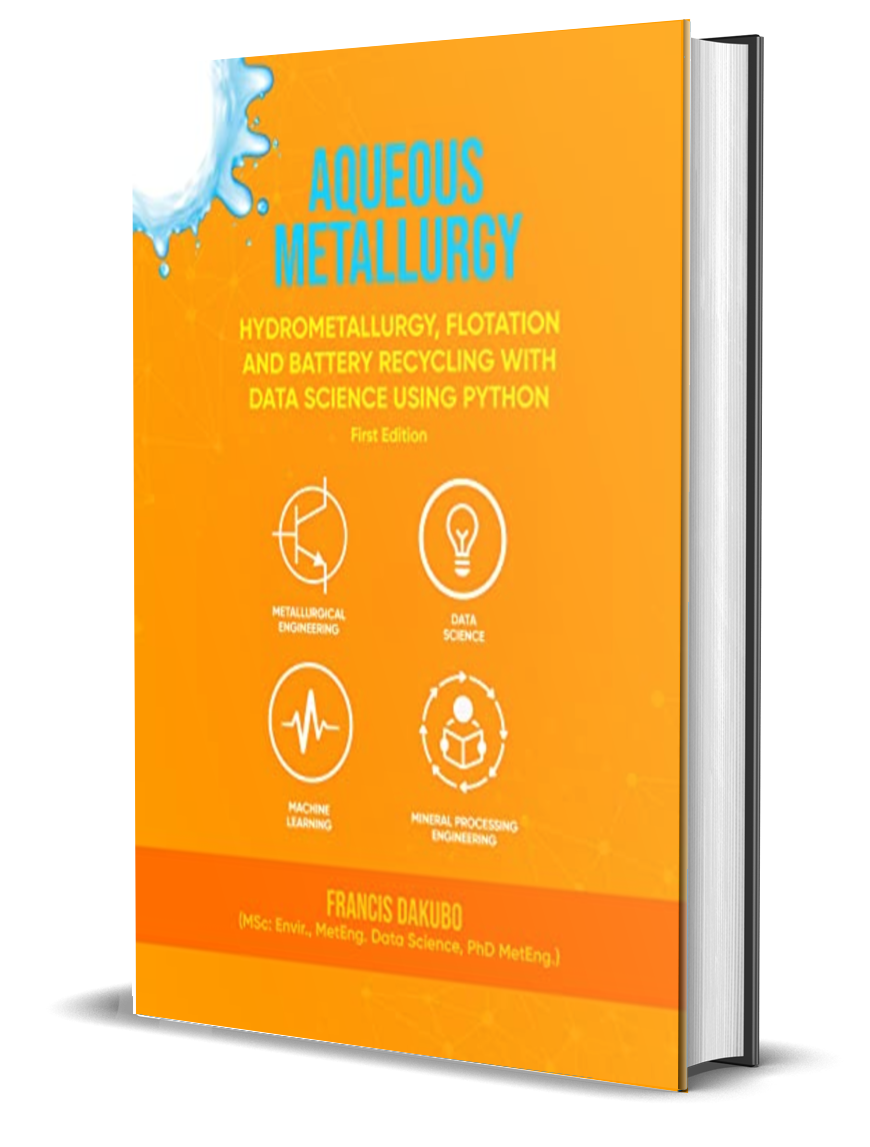 AQUEOUS
METALLURGY
HYDROMETALLURGY, FLOTATION
AND BATTERY RECYCLING WITH
DATA SCIENCE USING PYTHON
First Edition
METALLURGICAL
ENGINEERING
DATA
SCIENCE
MACHINE
LEARNING
MINERAL PROCESSING
ENGINEERING
FRANCIS DAKUBO
(MSc: Envir., MetEng. Data Science, PhD MetEng.)